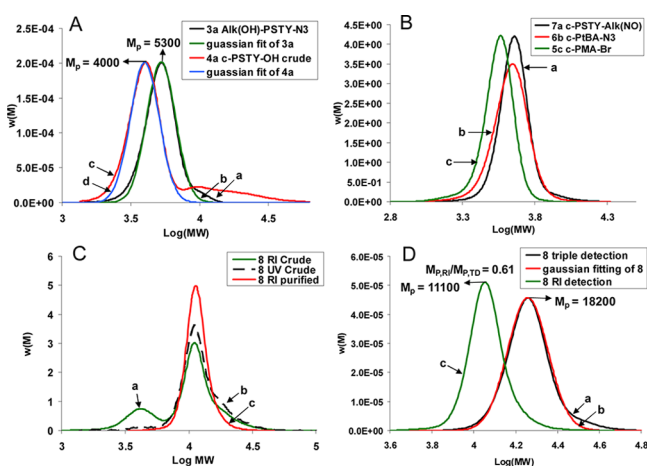 A
3a Alk(OH)-PSTY-N3
guassian fit of 3a
4a c-PSTY-OH crude
guassian fit of 4a
Mp = 5300
Mp = 4000
c
d
b
a
w(M)
2.5E-04
2.0E-04
1.5E-04
1.0E-04
5.0E-05
0.0E+00
3
3.5
4
4.5
Log(MW)
B
7a c-PSTY-Alk(NO)
6b c-PtBA-N3
5c c-PMA-Br
a
b
c
w(M)
4.5E+00
4.0E+00
3.5E+00
3.0E+00
2.5E+00
2.0E+00
1.5E+00
1.0E+00
5.0E-01
0.0E+00
2.8
3.3
3.8
4.3
Log(MW)
C
8 RI Crude
8 UV Crude
8 RI purified
a
b
c
w(M)
6
5
4
3
2
1
0
3
3.5
4
4.5
5
Log MW
D
8 triple detection
gaussian fitting of 8
8 RI detection
MP,RI/MP,TD = 0.61
Mp = 11100
Mp = 18200
c
a
b
w(M)
6.E-05
5.E-05
4.E-05
3.E-05
2.E-05
1.E-05
0.E+00
3.6
3.8
4
4.2
4.4
4.6
4.8
Log(MW)